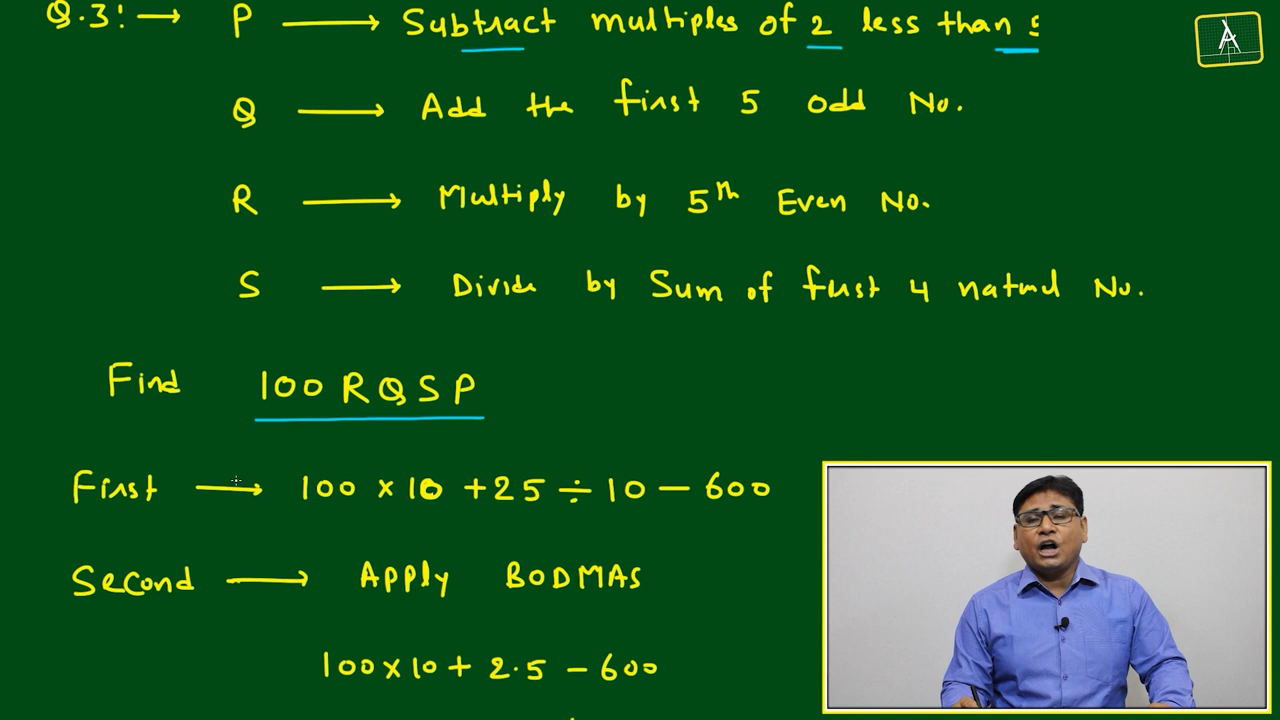 Q.3:→ P → Subtract multiples of 2 less than
Q → Add the first 5 odd No.
R → Multiply by 5th Even No.
S → Divide by Sum of first 4 natural No.
Find 100 R Q S P
First → 100 × 10 + 25 ÷ 10 − 600
Second → Apply BODMAS
100 × 10 + 2.5 − 600